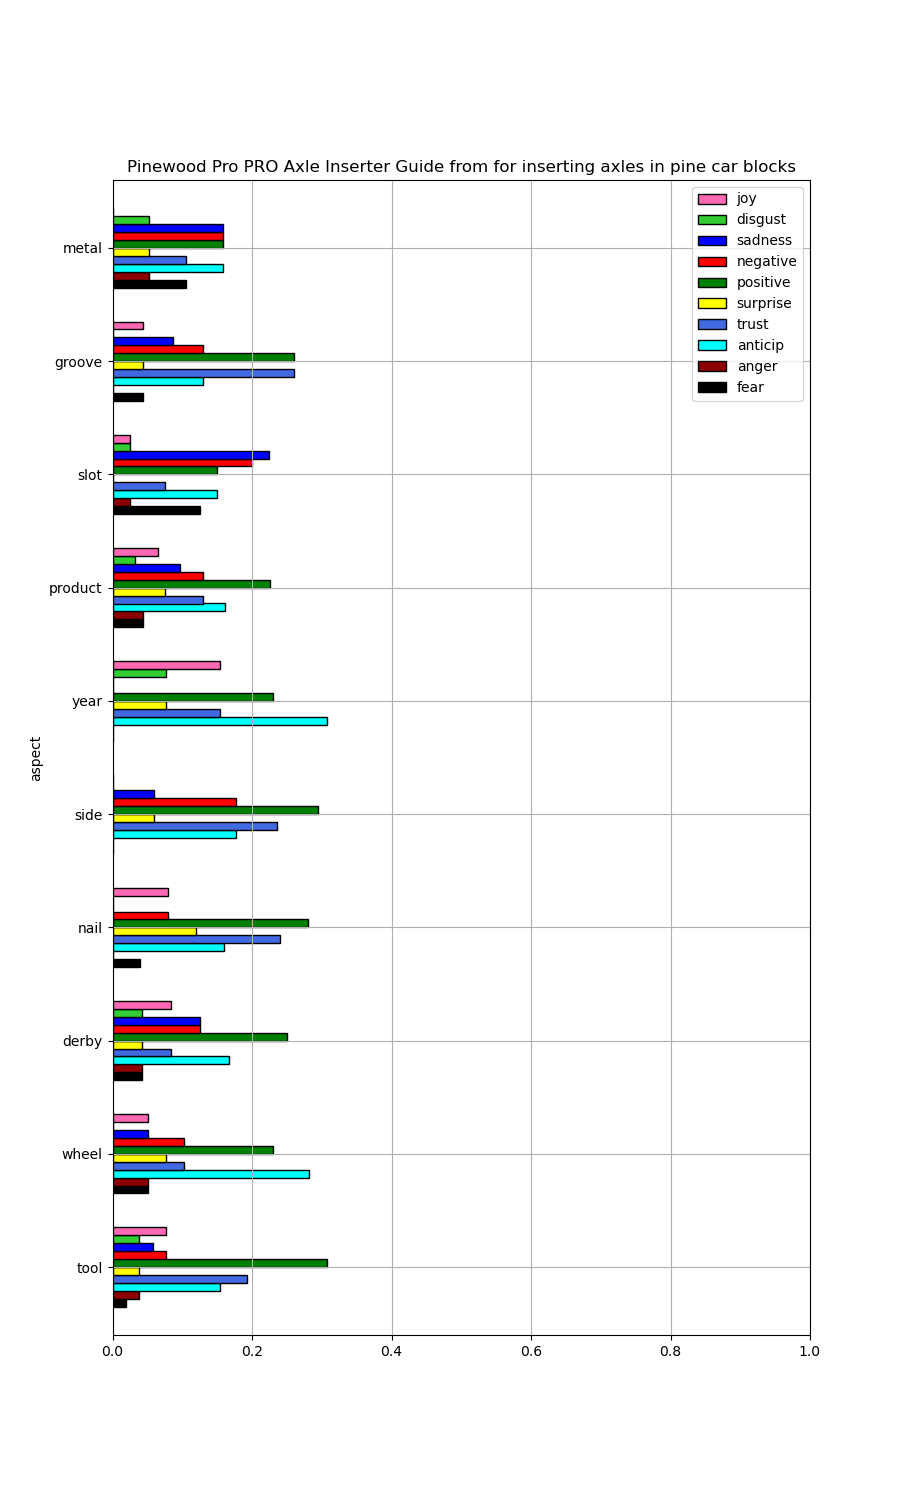 Pinewood Pro PRO Axle Inserter Guide from for inserting axles in pine car blocks
joy
disgust
sadness
negative
positive
surprise
trust
anticip
anger
fear
metal
groove
slot
product
year
side
nail
derby
wheel
tool
aspect
0.0 0.2 0.4 0.6 0.8 1.0